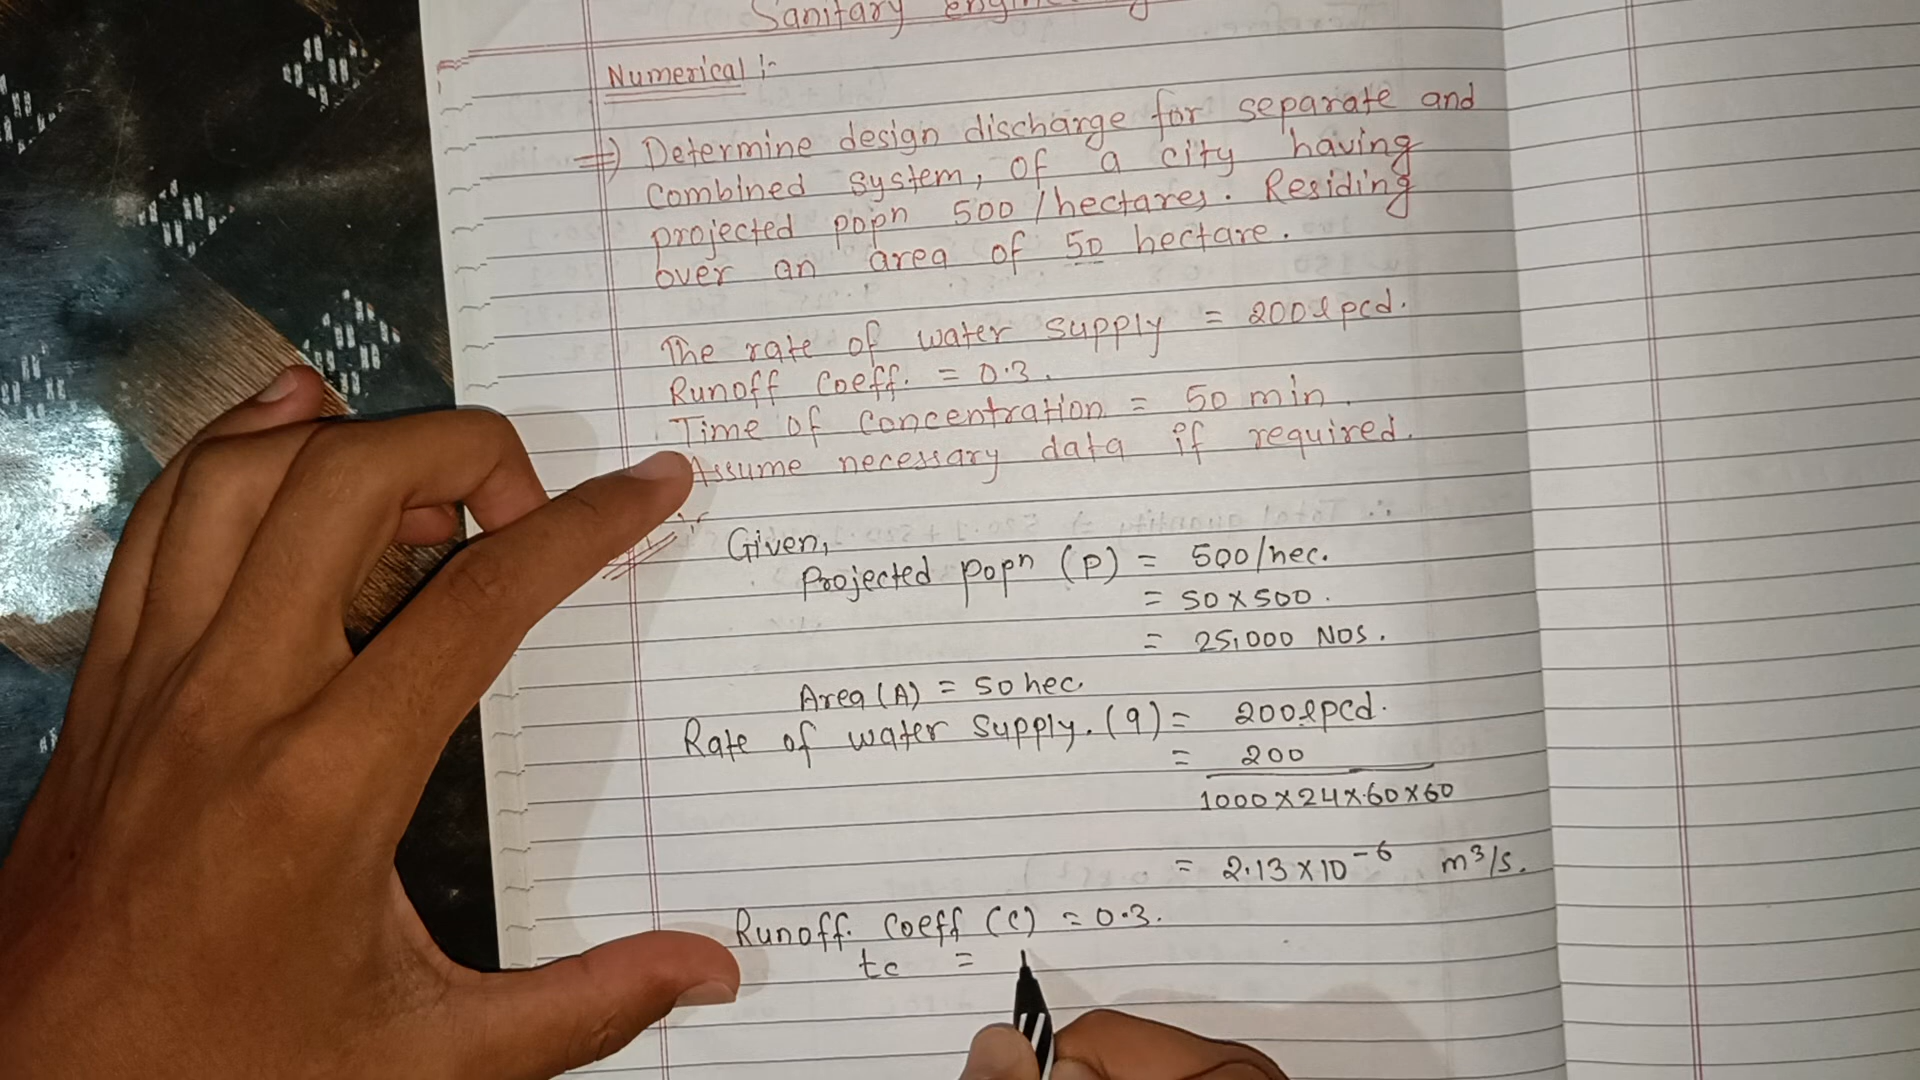 Sanitary
Numerical :-
⇒) Determine design discharge for separate and
combined system, of a city having
projected popn 500/hectares. Residing
over an area of 50 hectare.
The rate of water supply = 200 lpcd.
Runoff coeff. = 0.3.
Time of concentration = 50 min.
Assume necessary data if required.
Given,
Projected popn (P) = 500/hec.
= 50 x 500.
= 25,000 Nos.
Area (A) = 50 hec
Rate of water supply. (q) = 200 lpcd.
= 200
1000 x 24 x 60 x 60
= 2.13 x 10⁻⁶ m³/s.
Runoff. coeff (c) = 0.3.
tc =